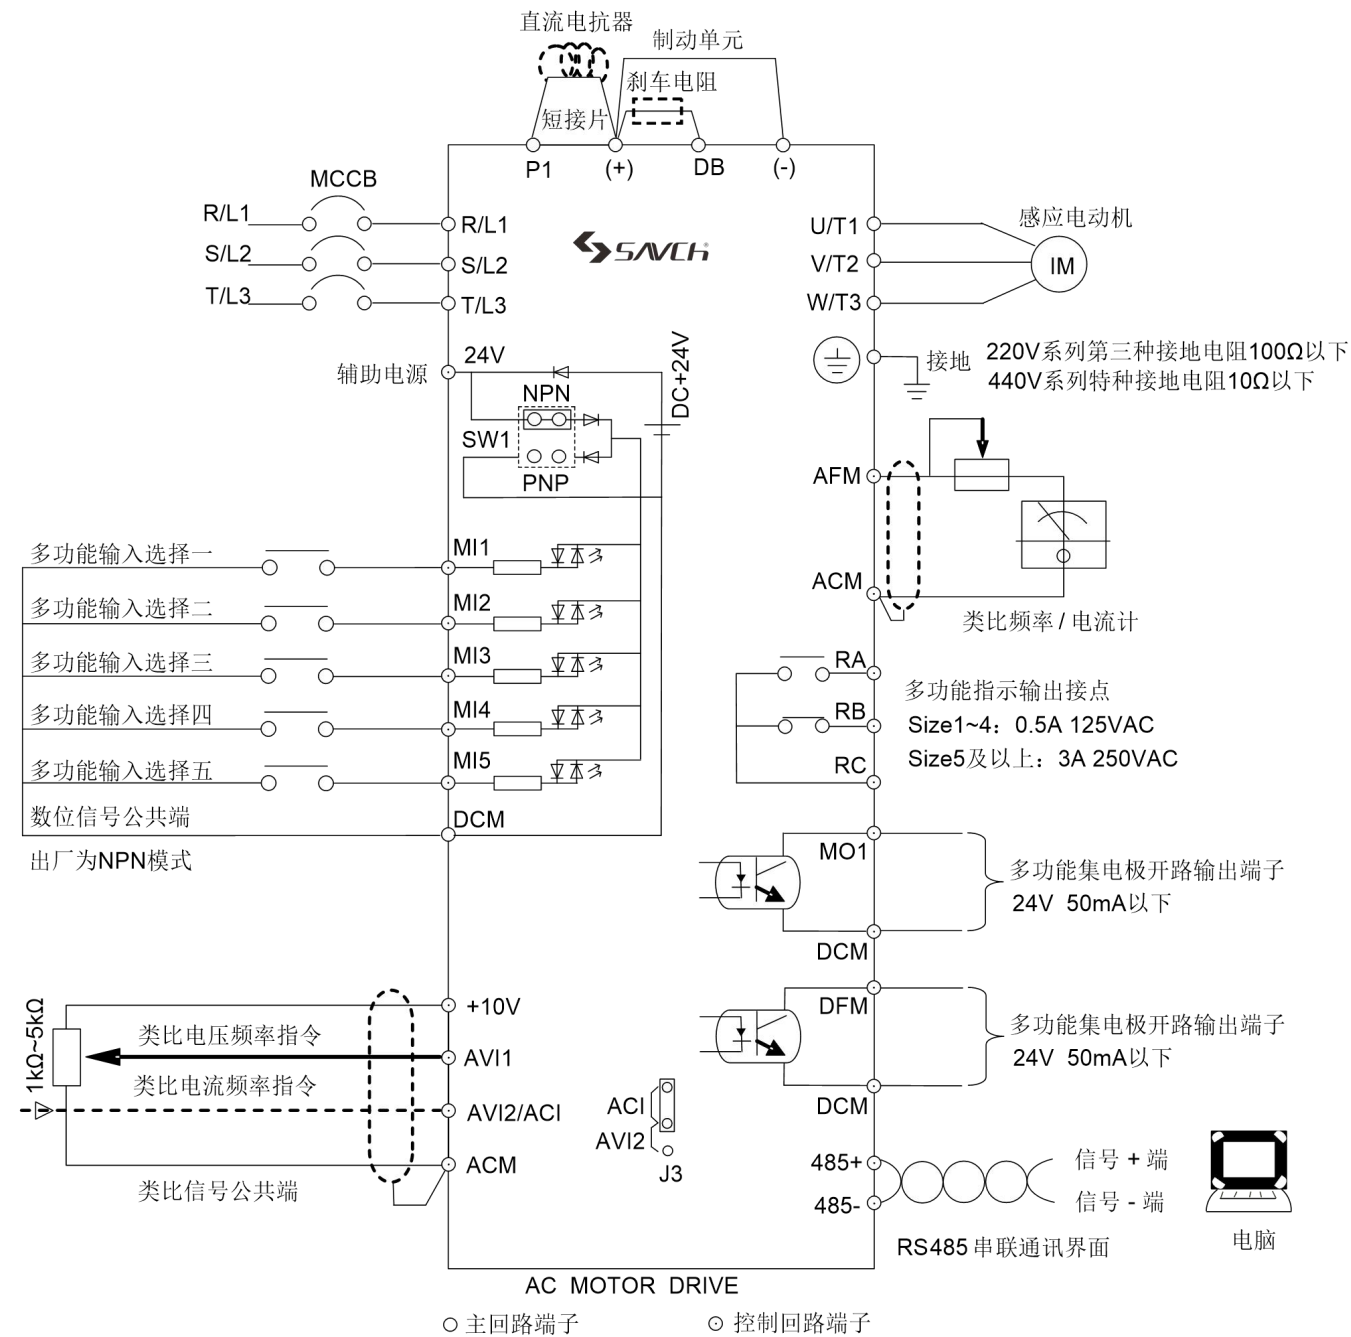 直流电抗器
制动单元
刹车电阻
短接片
P1
(+)
DB
(-)
MCCB
R/L1
R/L1
S/L2
S/L2
T/L3
T/L3
SAVCH®
U/T1
V/T2
W/T3
感应电动机
IM
接地
220V系列第三种接地电阻100Ω以下
440V系列特种接地电阻10Ω以下
辅助电源
24V
DC+24V
NPN
SW1
PNP
AFM
ACM
类比频率 / 电流计
多功能输入选择一
MI1
多功能输入选择二
MI2
多功能输入选择三
MI3
多功能输入选择四
MI4
多功能输入选择五
MI5
数位信号公共端
DCM
出厂为NPN模式
RA
RB
RC
多功能指示输出接点
Size1~4：0.5A 125VAC
Size5及以上：3A 250VAC
MO1
DCM
多功能集电极开路输出端子
24V 50mA以下
DFM
DCM
多功能集电极开路输出端子
24V 50mA以下
1kΩ~5kΩ
+10V
类比电压频率指令
AVI1
类比电流频率指令
AVI2/ACI
ACM
类比信号公共端
ACI
AVI2
J3
485+
485-
信号 + 端
信号 - 端
RS485 串联通讯界面
电脑
AC MOTOR DRIVE
主回路端子
控制回路端子